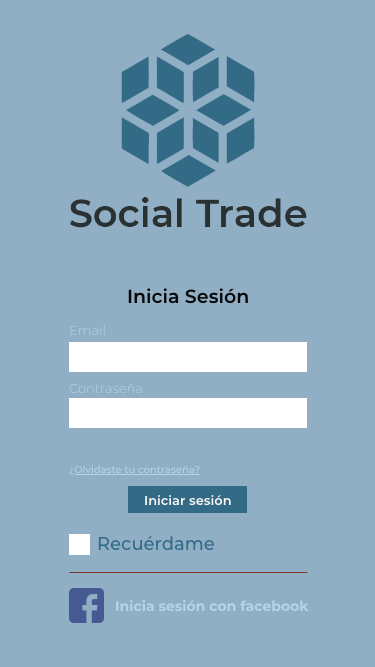 Social Trade
Inicia Sesión
Email
Contraseña
¿Olvidaste tu contraseña?
Iniciar sesión
Recuérdame
Inicia sesión con facebook